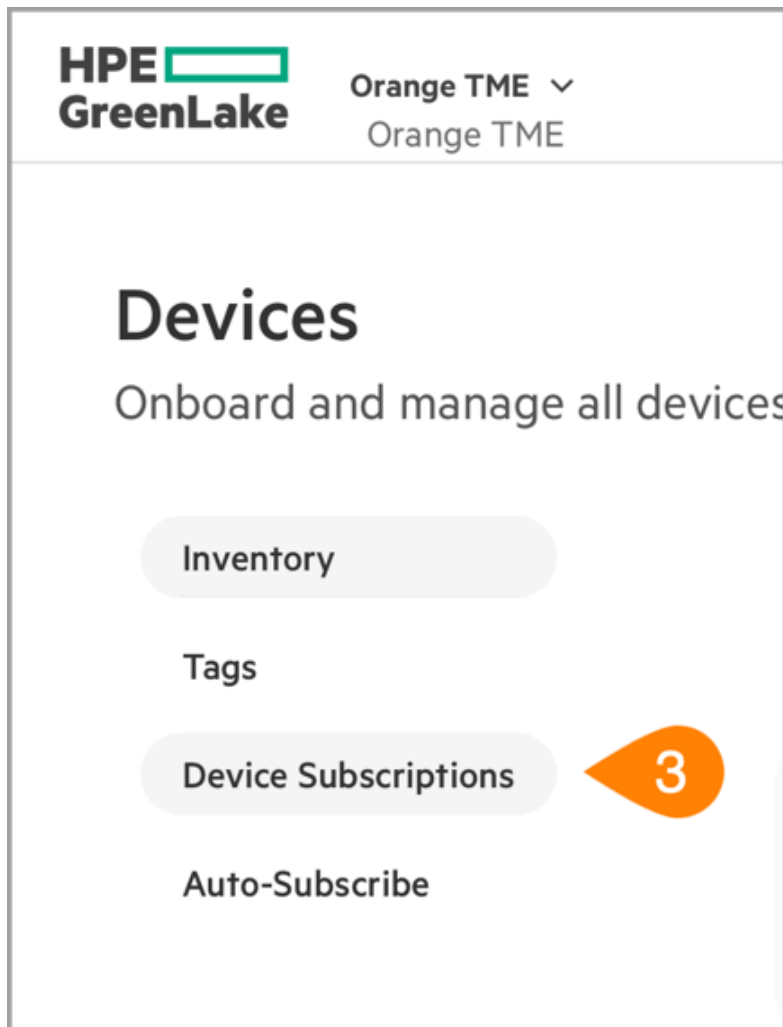 HPE
GreenLake
Orange TME
Orange TME
Devices
Onboard and manage all devices
Inventory
Tags
Device Subscriptions
3
Auto-Subscribe